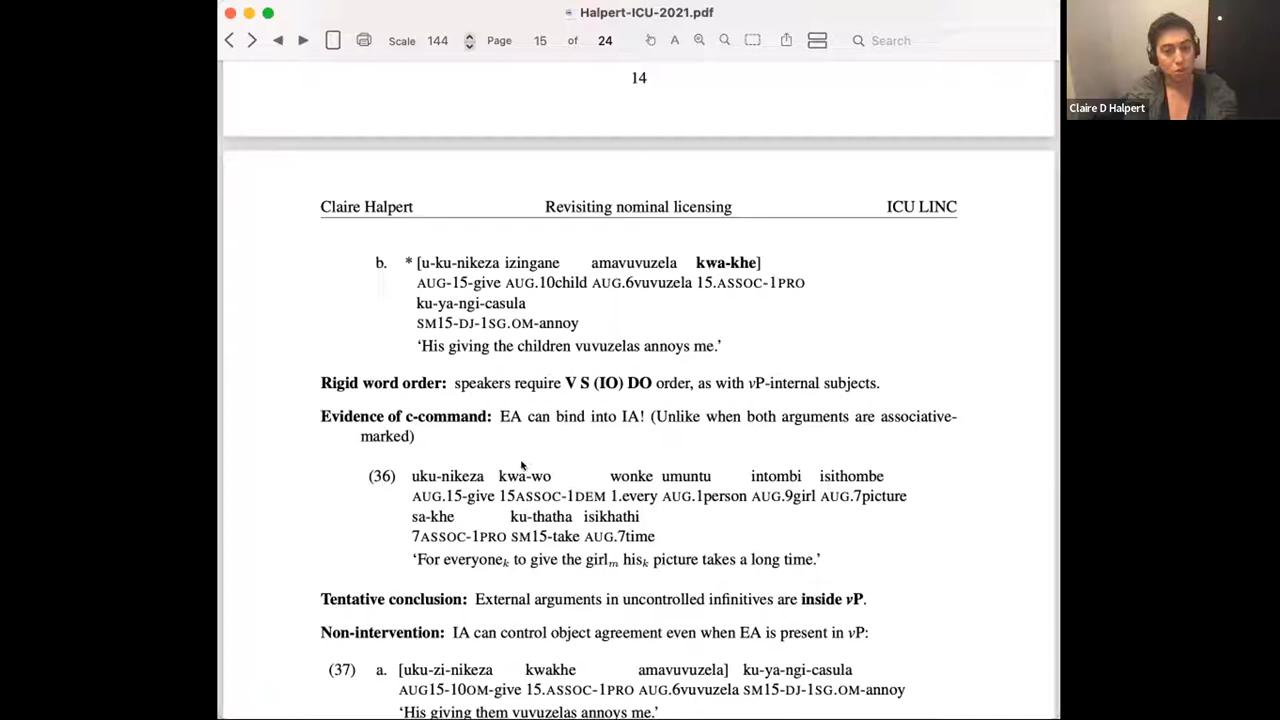 Halpert-ICU-2021.pdf
Scale 144 Page 15 of 24 A Search
Claire D Halpert
14
Claire Halpert Revisiting nominal licensing ICU LINC
b. * [u-ku-nikeza izingane amavuvuzela kwa-khe]
AUG-15-give AUG.10child AUG.6vuvuzela 15.ASSOC-1PRO
ku-ya-ngi-casula
SM15-DJ-1SG.OM-annoy
‘His giving the children vuvuzelas annoys me.’
Rigid word order: speakers require V S (IO) DO order, as with vP-internal subjects.
Evidence of c-command: EA can bind into IA! (Unlike when both arguments are associative-
marked)
(36) uku-nikeza kwa-wo wonke umuntu intombi isithombe
AUG.15-give 15ASSOC-1DEM 1.every AUG.1person AUG.9girl AUG.7picture
sa-khe ku-thatha isikhathi
7ASSOC-1PRO SM15-take AUG.7time
‘For everyonek to give the girlm hisk picture takes a long time.’
Tentative conclusion: External arguments in uncontrolled infinitives are inside vP.
Non-intervention: IA can control object agreement even when EA is present in vP:
(37) a. [uku-zi-nikeza kwakhe amavuvuzela] ku-ya-ngi-casula
AUG15-10OM-give 15.ASSOC-1PRO AUG.6vuvuzela SM15-DJ-1SG.OM-annoy
‘His giving them vuvuzelas annoys me.’